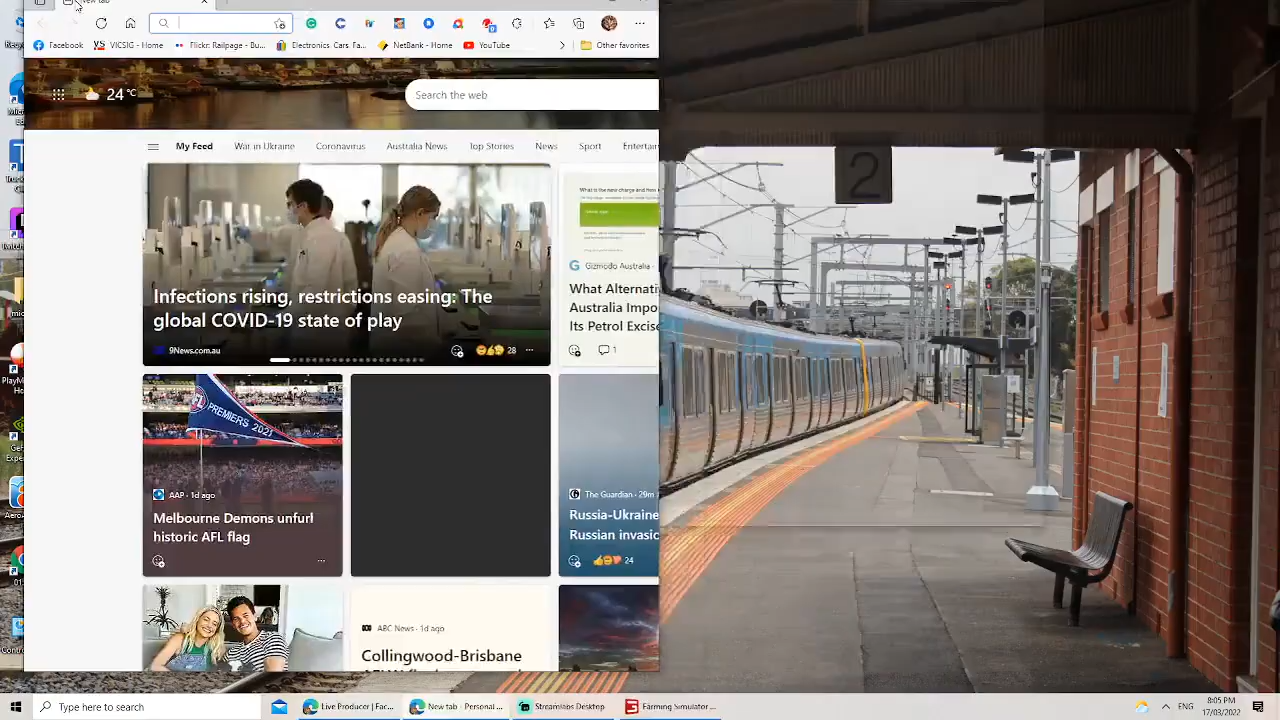 New tab
Facebook
VICSIG - Home
Flickr: Railpage - Bu...
Electronics, Cars, Fa...
NetBank - Home
YouTube
Other favorites
24°C
Search the web
My Feed
War in Ukraine
Coronavirus
Australia News
Top Stories
News
Sport
Entertain
Infections rising, restrictions easing: The
global COVID-19 state of play
9News.com.au
28
Gizmodo Australia ·
What Alternati
Australia Impo
Its Petrol Excise
1
PREMIERS 2021
AAP · 1d ago
Melbourne Demons unfurl
historic AFL flag
The Guardian · 29m
Russia-Ukraine
Russian invasio
24
ABC News · 1d ago
Collingwood-Brisbane
2
Type here to search
Live Producer | Fac...
New tab - Personal ...
Streamlabs Desktop
Farming Simulator ...
ENG
8:05 PM
17/03/2022